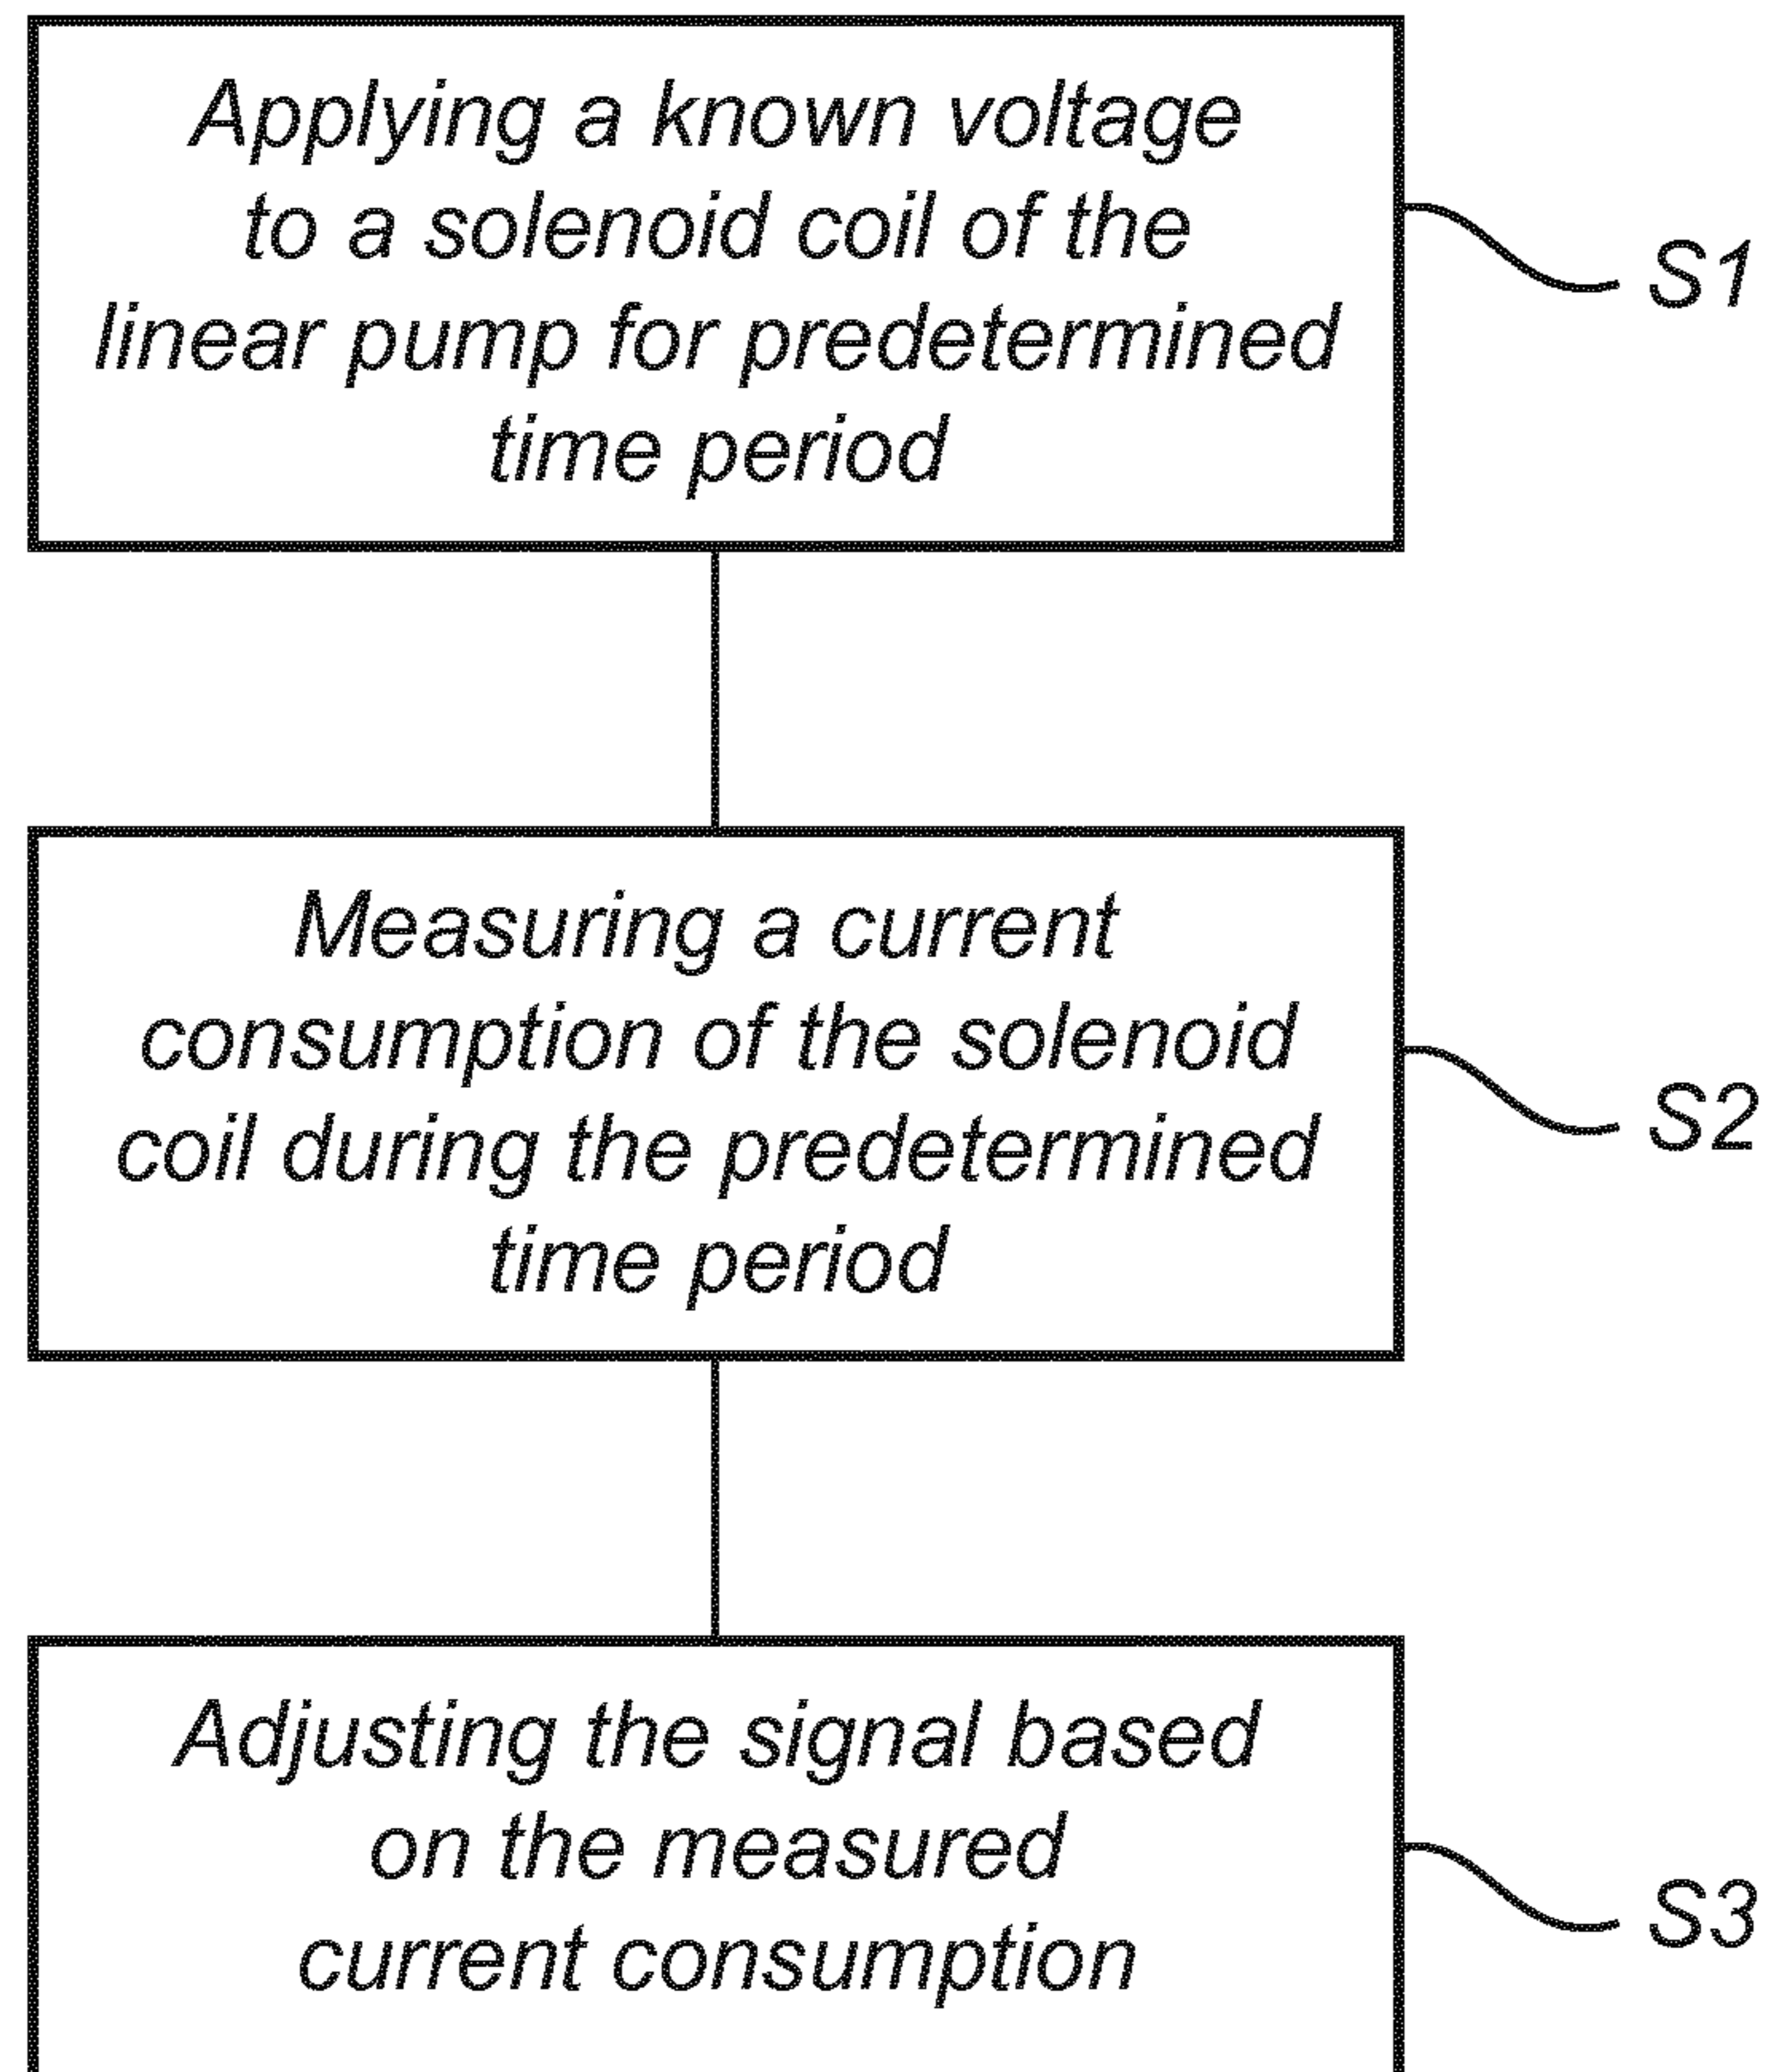 Applying a known voltage
to a solenoid coil of the
linear pump for predetermined
time period
S1
Measuring a current
consumption of the solenoid
coil during the predetermined
time period
S2
Adjusting the signal based
on the measured
current consumption
S3